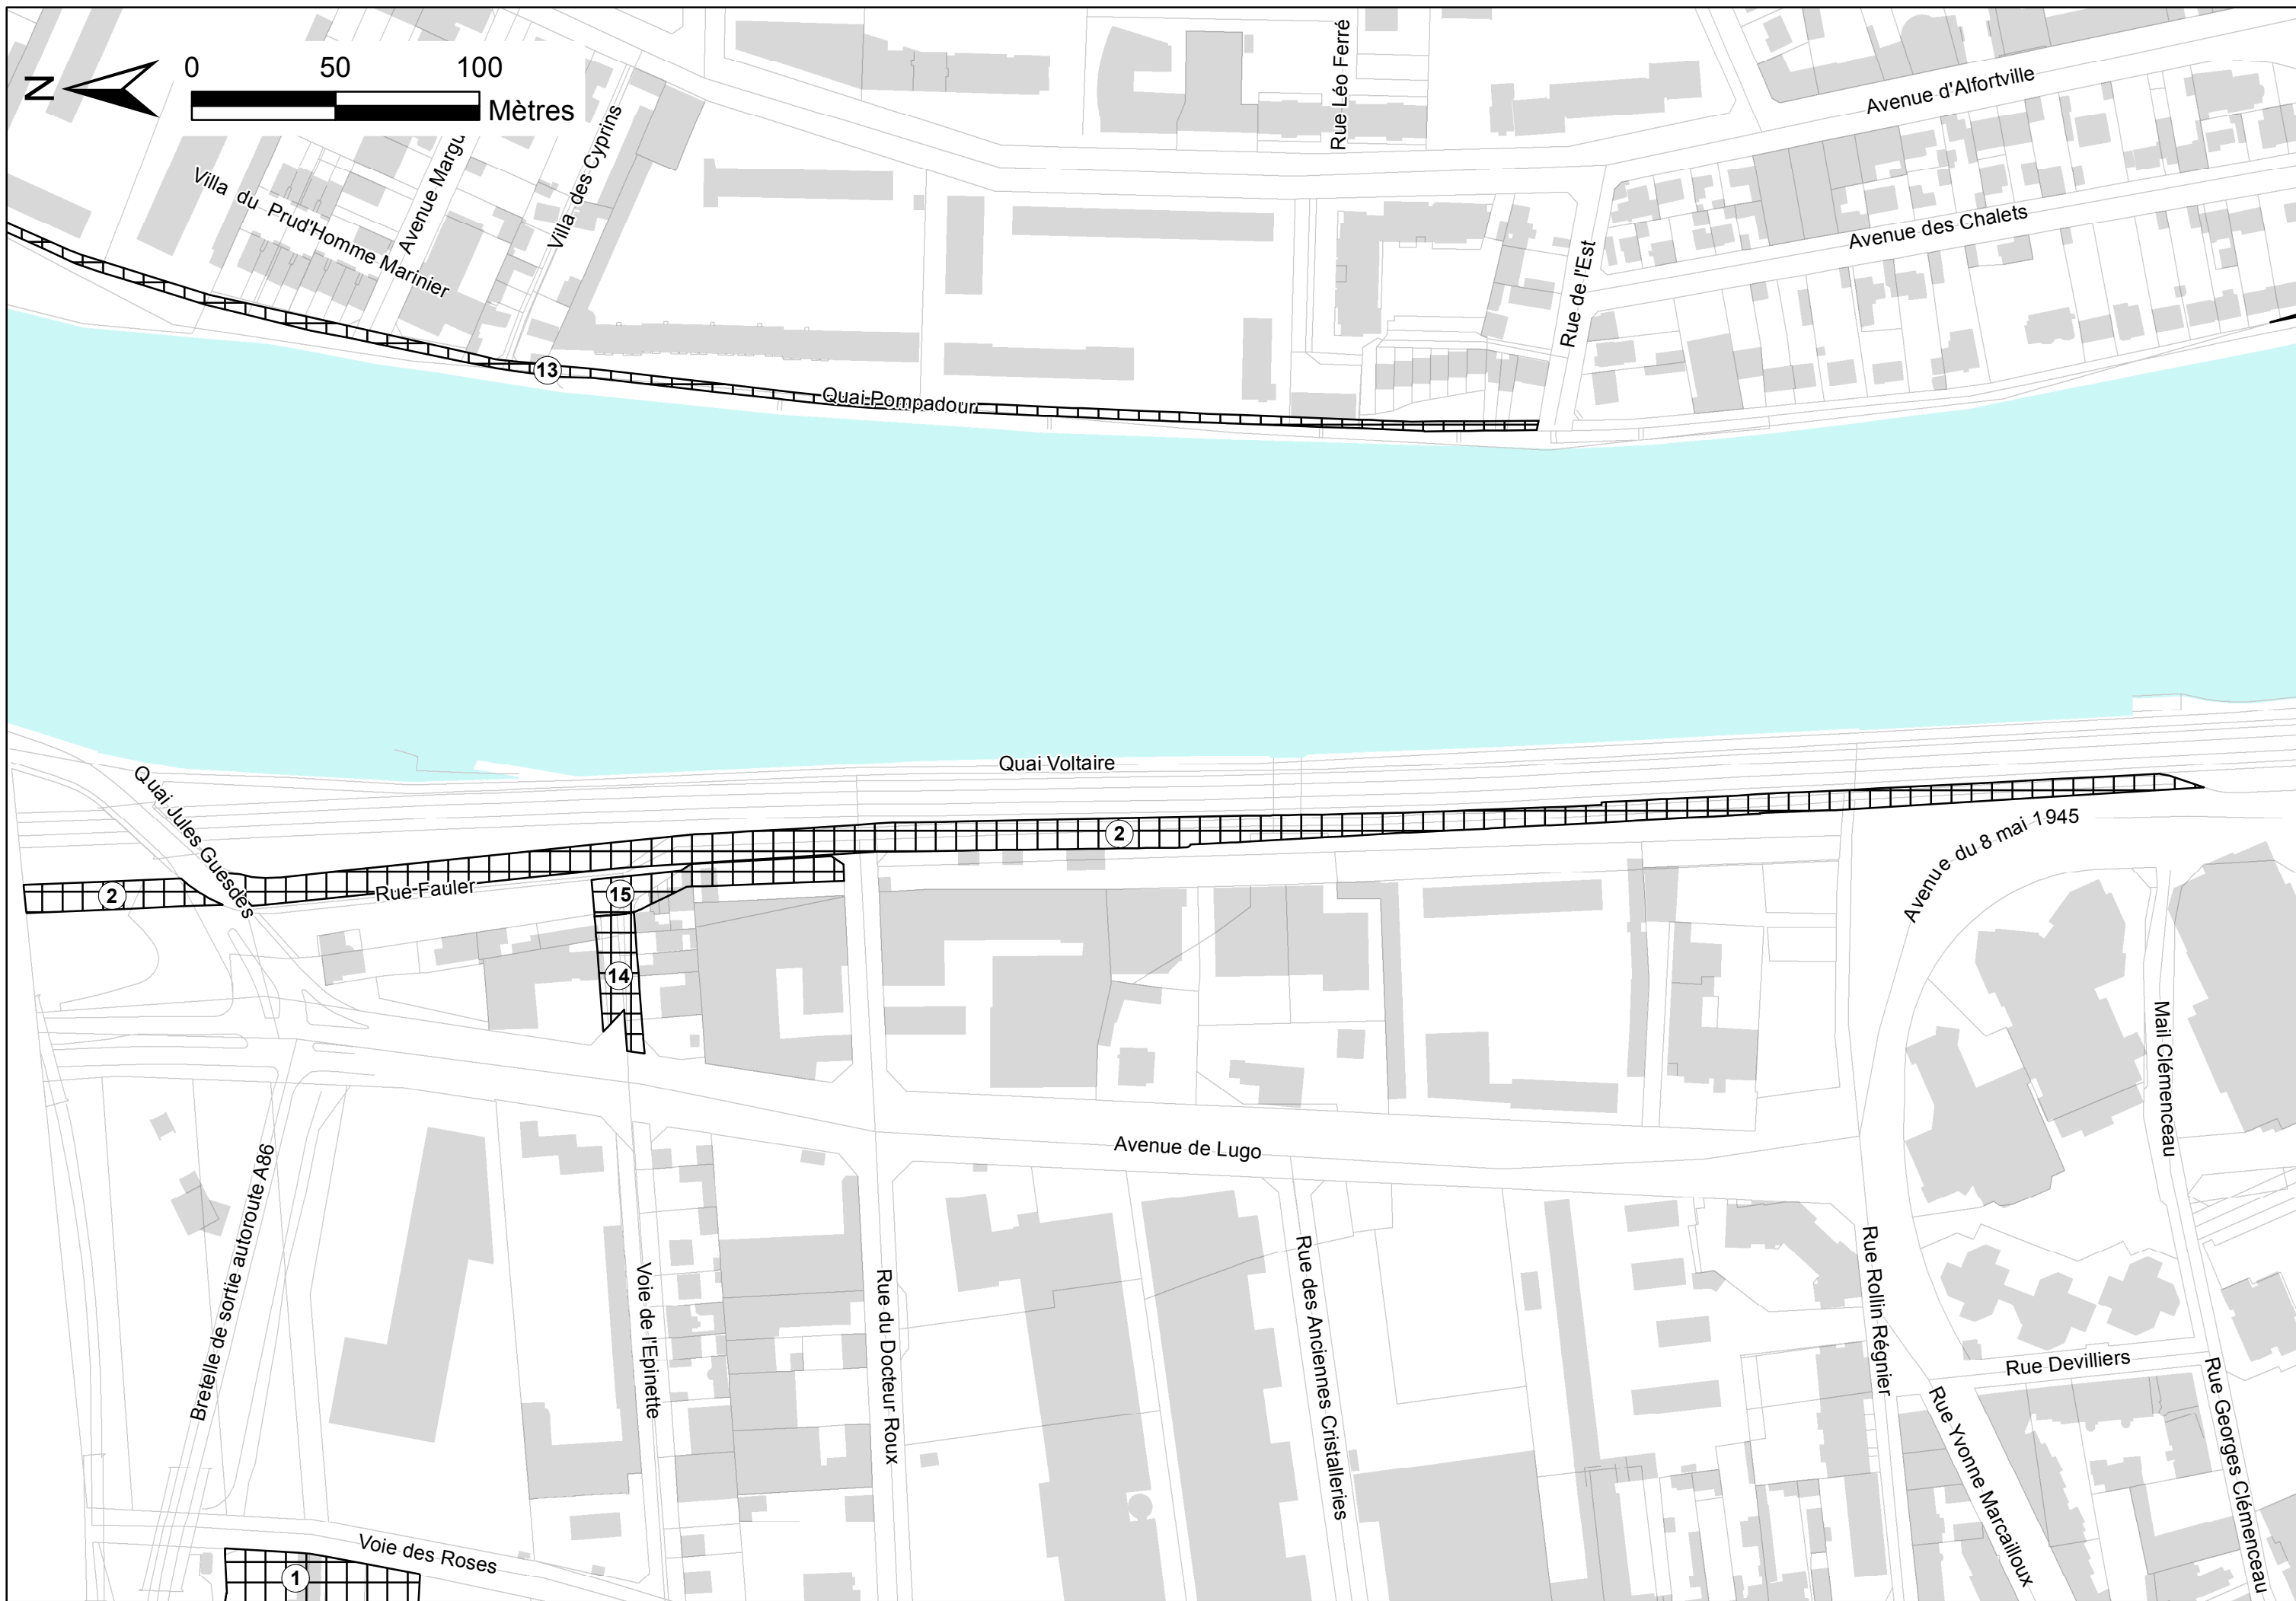 N
0 50 100
Mètres
Rue Léo Ferré
Avenue d'Alfortville
Villa des Cyprins
Avenue Margu
Villa du Prud'Homme Marinier
Avenue des Chalets
Rue de l'Est
13
Quai Pompadour
Quai Voltaire
Quai Jules Guesdes
2
Avenue du 8 mai 1945
2
Rue Fauler
15
14
Mail Clémenceau
Avenue de Lugo
Bretelle de sortie autoroute A86
Voie de l'Epinette
Rue du Docteur Roux
Rue des Anciennes Cristalleries
Rue Rollin Régnier
Rue Devilliers
Rue Yvonne Marcailloux
Rue Georges Clémenceau
Voie des Roses
1